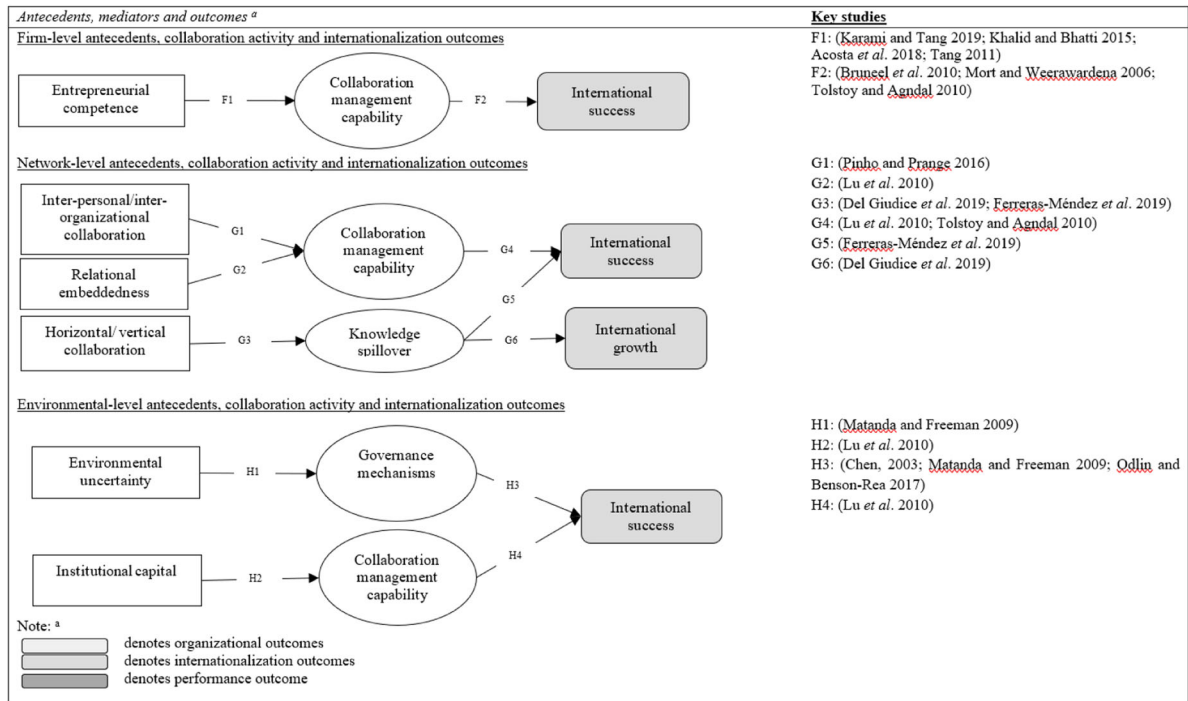 Antecedents, mediators and outcomes a
Key studies
Firm-level antecedents, collaboration activity and internationalization outcomes
Entrepreneurial
competence
F1
Collaboration
management
capability
F2
International
success
F1: (Karami and Tang 2019; Khalid and Bhatti 2015;
Acosta et al. 2018; Tang 2011)
F2: (Bruneel et al. 2010; Mort and Weerawardena 2006;
Tolstoy and Agndal 2010)
Network-level antecedents, collaboration activity and internationalization outcomes
Inter-personal/inter-
organizational
collaboration
G1
Relational
embeddedness
G2
Collaboration
management
capability
G4
International
success
G5
Horizontal/ vertical
collaboration
G3
Knowledge
spillover
G6
International
growth
G1: (Pinho and Prange 2016)
G2: (Lu et al. 2010)
G3: (Del Giudice et al. 2019; Ferreras-Méndez et al. 2019)
G4: (Lu et al. 2010; Tolstoy and Agndal 2010)
G5: (Ferreras-Méndez et al. 2019)
G6: (Del Giudice et al. 2019)
Environmental-level antecedents, collaboration activity and internationalization outcomes
Environmental
uncertainty
H1
Governance
mechanisms
H3
International
success
Institutional capital
H2
Collaboration
management
capability
H4
H1: (Matanda and Freeman 2009)
H2: (Lu et al. 2010)
H3: (Chen, 2003; Matanda and Freeman 2009; Odlin and
Benson-Rea 2017)
H4: (Lu et al. 2010)
Note: a
denotes organizational outcomes
denotes internationalization outcomes
denotes performance outcome